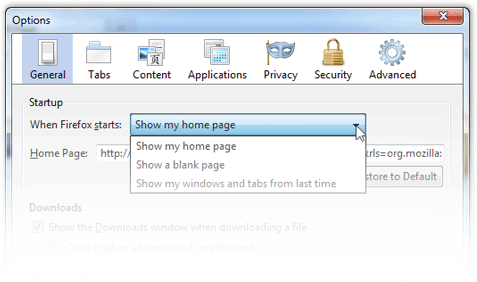 Options
General Tabs Content Applications Privacy Security Advanced
Startup
When Firefox starts: Show my home page
Show my home page
Home Page: http:/ &rls=org.mozilla:
Show a blank page
Show my windows and tabs from last time
store to Default
Downloads
Show the Downloads window when downloading a file
Close it when all downloads are finished